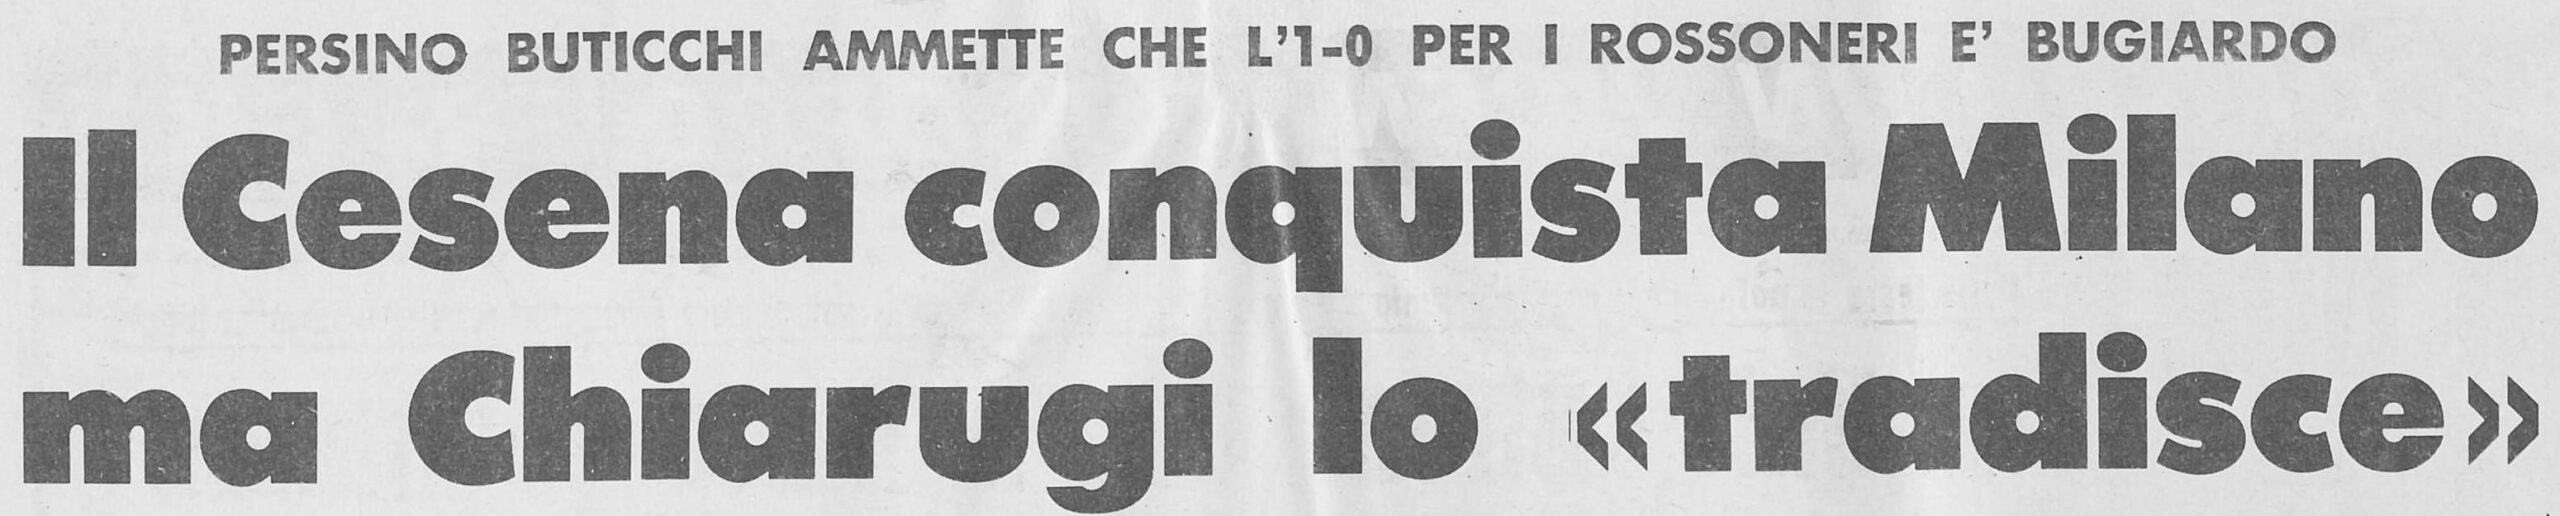 PERSINO BUTICCHI AMMETTE CHE L'1-0 PER I ROSSONERI E' BUGIARDO
Il Cesena conquista Milano
ma Chiarugi lo «tradisce»